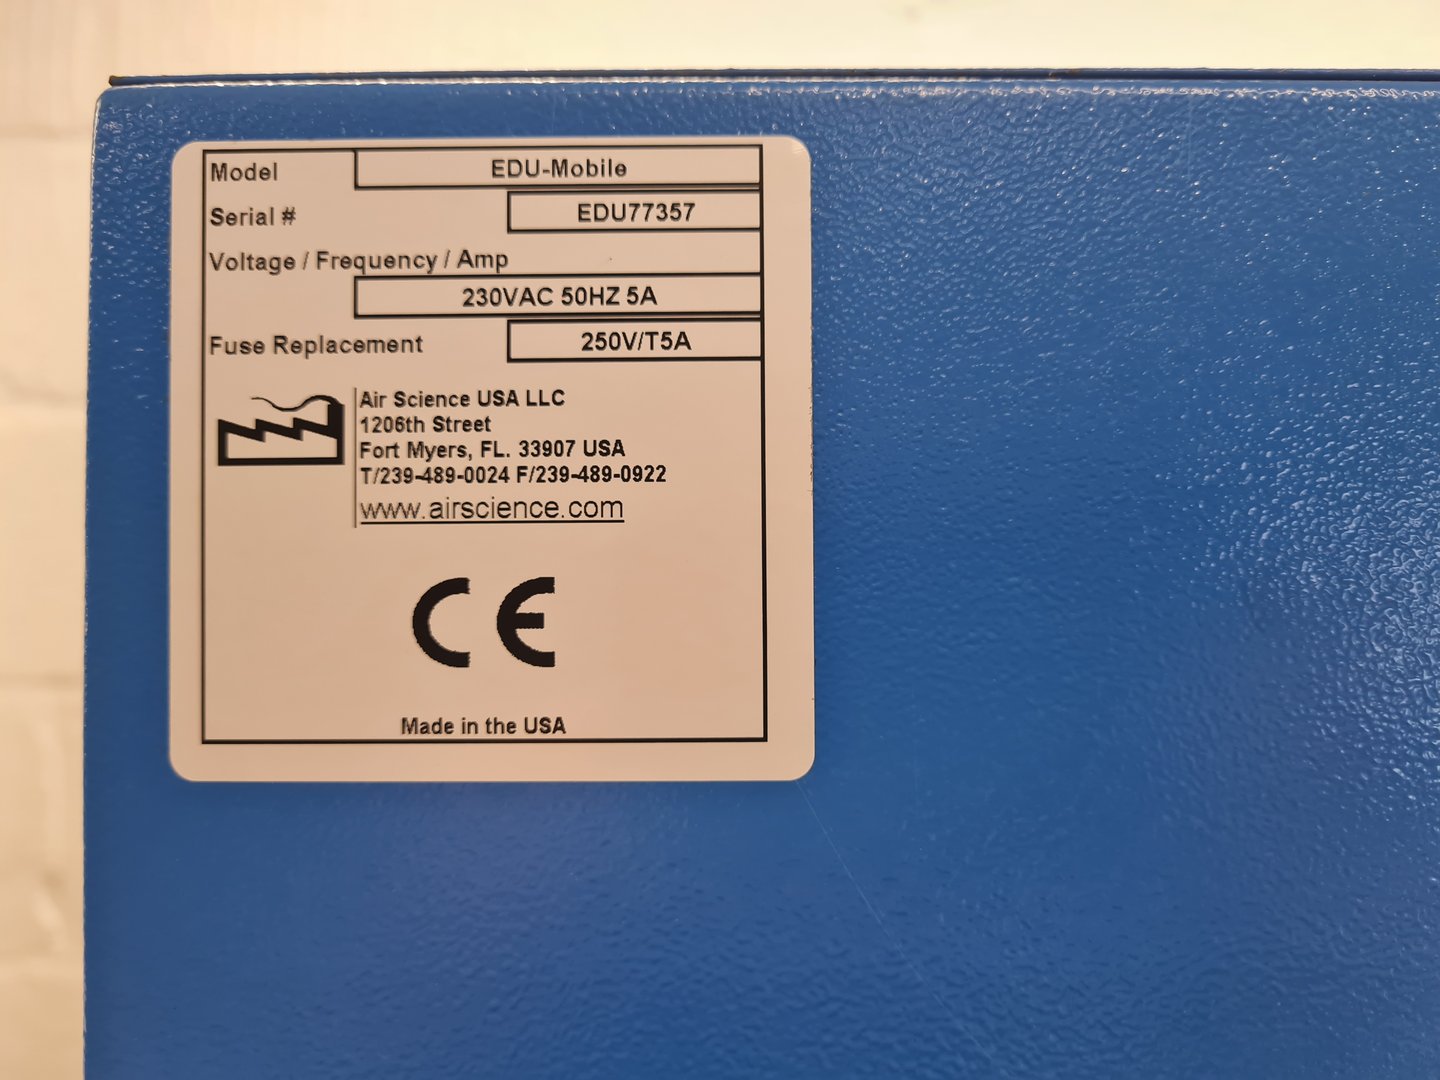 Model EDU-Mobile
Serial # EDU77357
Voltage / Frequency / Amp
230VAC 50HZ 5A
Fuse Replacement 250V/T5A
Air Science USA LLC
1206th Street
Fort Myers, FL. 33907 USA
T/239-489-0024 F/239-489-0922
www.airscience.com
CE
Made in the USA